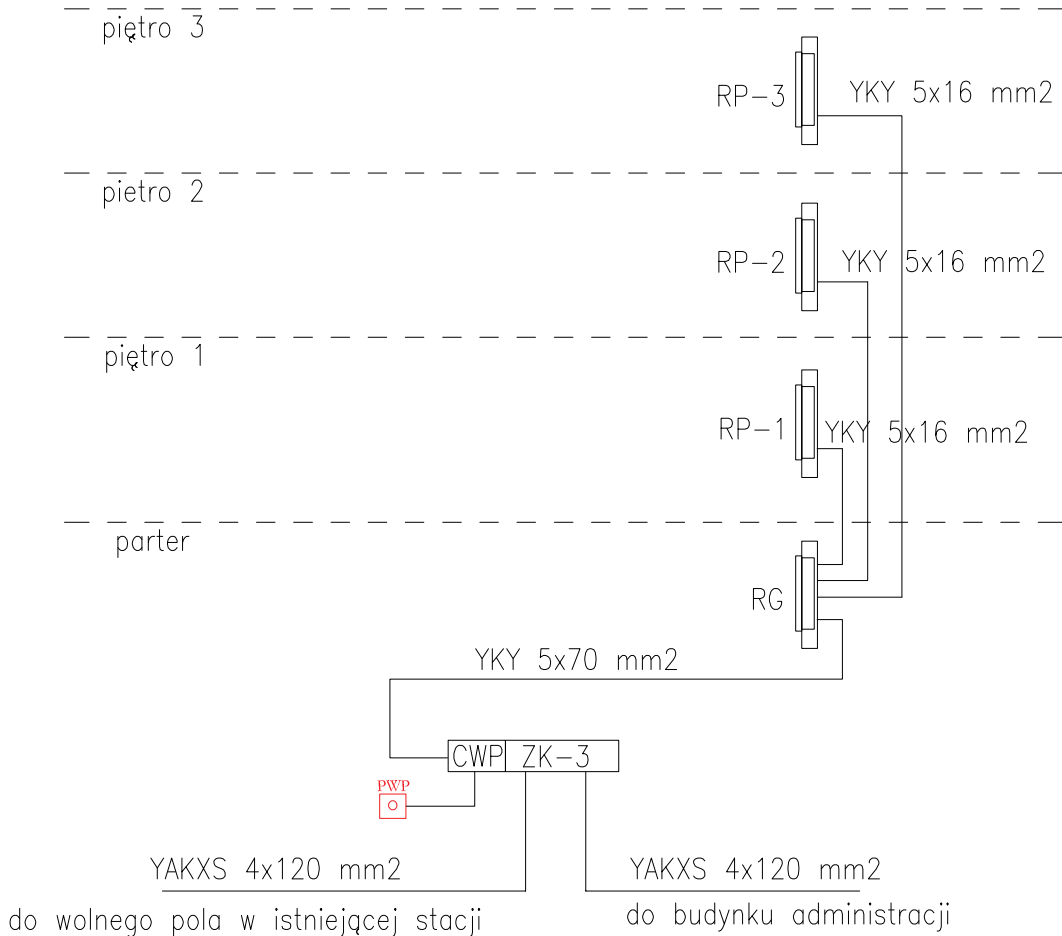 piętro 3
RP-3 YKY 5x16 mm2
piętro 2
RP-2 YKY 5x16 mm2
piętro 1
RP-1 YKY 5x16 mm2
parter
RG
YKY 5x70 mm2
CWP ZK-3
PWP
YAKXS 4x120 mm2
YAKXS 4x120 mm2
do wolnego pola w istniejącej stacji
do budynku administracji